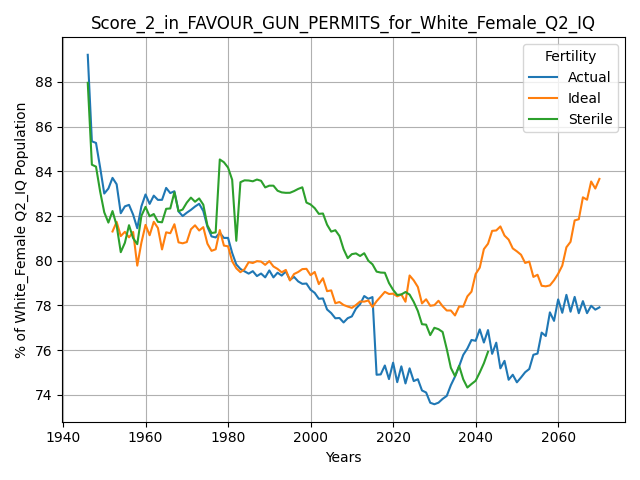 Score_2_in_FAVOUR_GUN_PERMITS_for_White_Female_Q2_IQ
% of White_Female Q2_IQ Population
88
86
84
82
80
78
76
74
Fertility
Actual
Ideal
Sterile
1940
1960
1980
2000
2020
2040
2060
Years